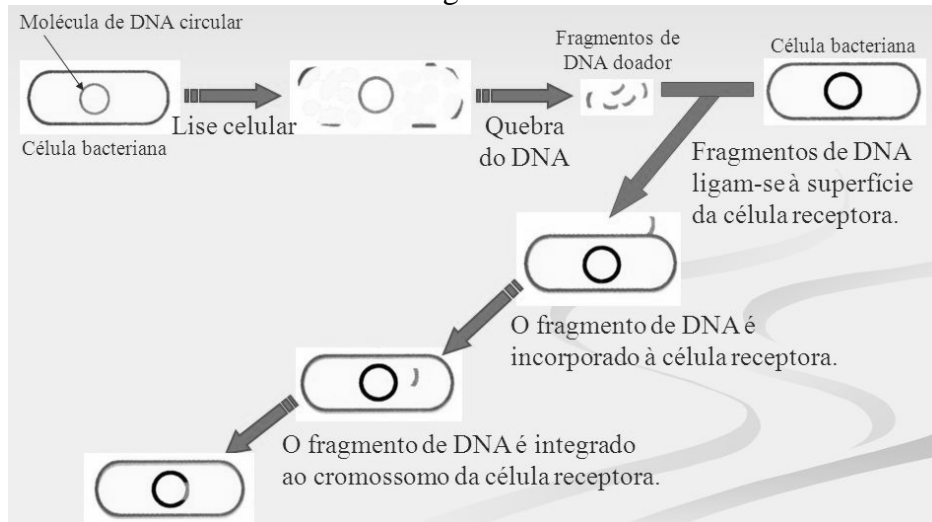 Molécula de DNA circular
Célula bacteriana
Lise celular
Quebra
do DNA
Fragmentos de
DNA doador
Célula bacteriana
Fragmentos de DNA
ligam-se à superfície
da célula receptora.
O fragmento de DNA é
incorporado à célula receptora.
O fragmento de DNA é integrado
ao cromossomo da célula receptora.